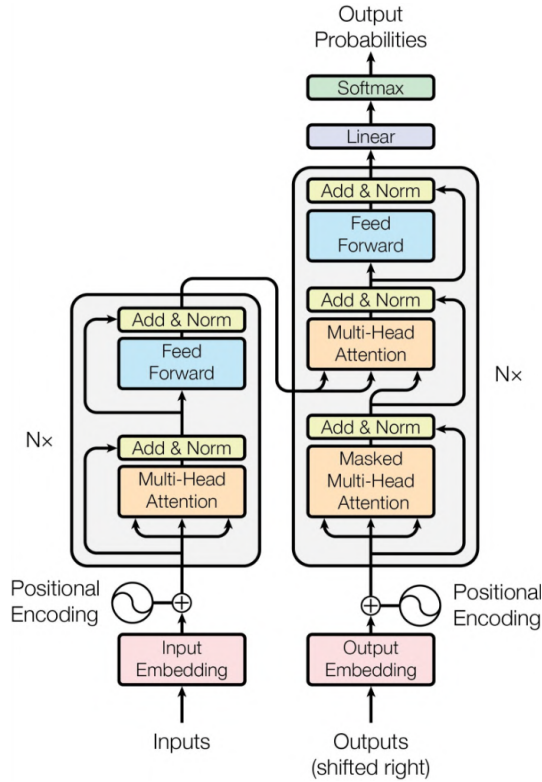 Output
Probabilities
Softmax
Linear
Add & Norm
Feed
Forward
Add & Norm
Multi-Head
Attention
Nx
Add & Norm
Masked
Multi-Head
Attention
Positional
Encoding
Output
Embedding
Outputs
(shifted right)
Add & Norm
Feed
Forward
Nx
Add & Norm
Multi-Head
Attention
Positional
Encoding
Input
Embedding
Inputs